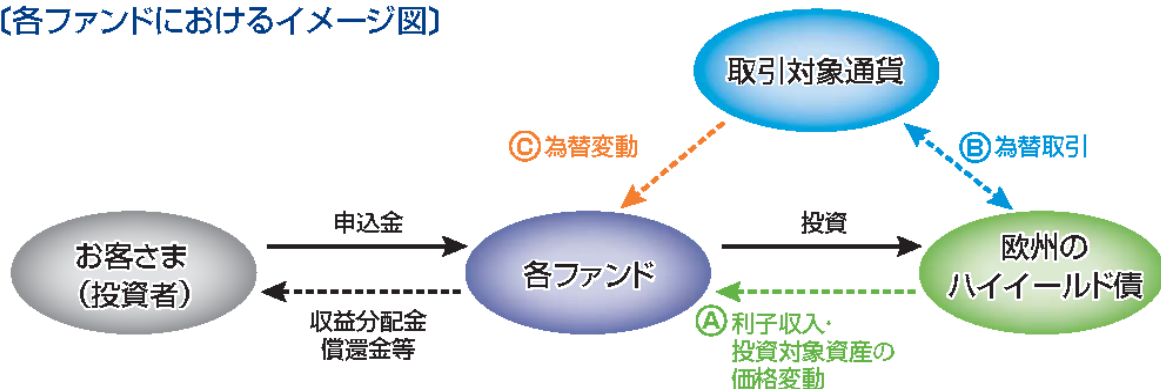 〔各ファンドにおけるイメージ図〕
取引対象通貨
Ⓒ為替変動
Ⓑ為替取引
申込金
投資
お客さま
（投資者）
各ファンド
欧州の
ハイイールド債
収益分配金
償還金等
Ⓐ利子収入・
投資対象資産の
価格変動